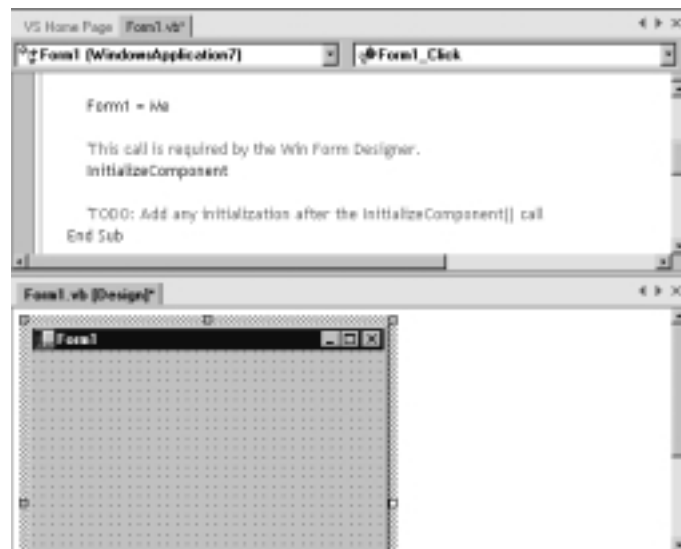 VS Home Page Form1.vb*
Form1 (WindowsApplication7) Form1_Click
Form1 = Me
This call is required by the Win Form Designer.
InitializeComponent
TODO: Add any initialization after the InitializeComponent() call
End Sub
Form1.vb [Design]*
Form1